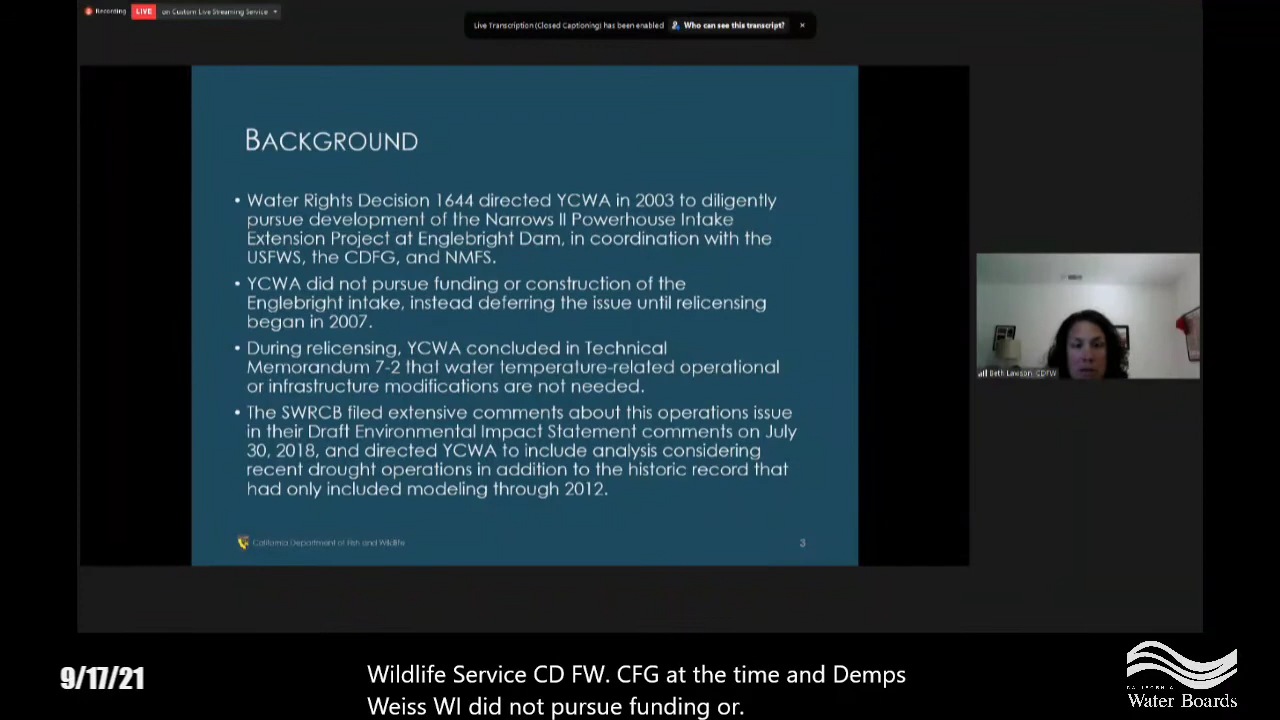 Recording
LIVE
on Custom Live Streaming Service
Live Transcription (Closed Captioning) has been enabled
Who can see this transcript?
BACKGROUND
• Water Rights Decision 1644 directed YCWA in 2003 to diligently
pursue development of the Narrows II Powerhouse Intake
Extension Project at Englebright Dam, in coordination with the
USFWS, the CDFG, and NMFS.
• YCWA did not pursue funding or construction of the
Englebright intake, instead deferring the issue until relicensing
began in 2007.
• During relicensing, YCWA concluded in Technical
Memorandum 7-2 that water temperature-related operational
or infrastructure modifications are not needed.
• The SWRCB filed extensive comments about this operations issue
in their Draft Environmental Impact Statement comments on July
30, 2018, and directed YCWA to include analysis considering
recent drought operations in addition to the historic record that
had only included modeling through 2012.
California Department of Fish and Wildlife
3
Beth Lawson, CDFW
9/17/21
Wildlife Service CD FW. CFG at the time and Demps
Weiss WI did not pursue funding or.
CALIFORNIA
Water Boards